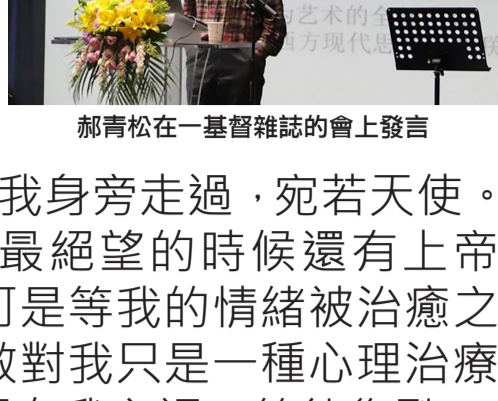 为艺术的全
西方现代思
郝青松在一基督雜誌的會上發言
我身旁走過，宛若天使。
最絕望的時候還有上帝
可是等我的情緒被治癒之
對我只是一種心理治療